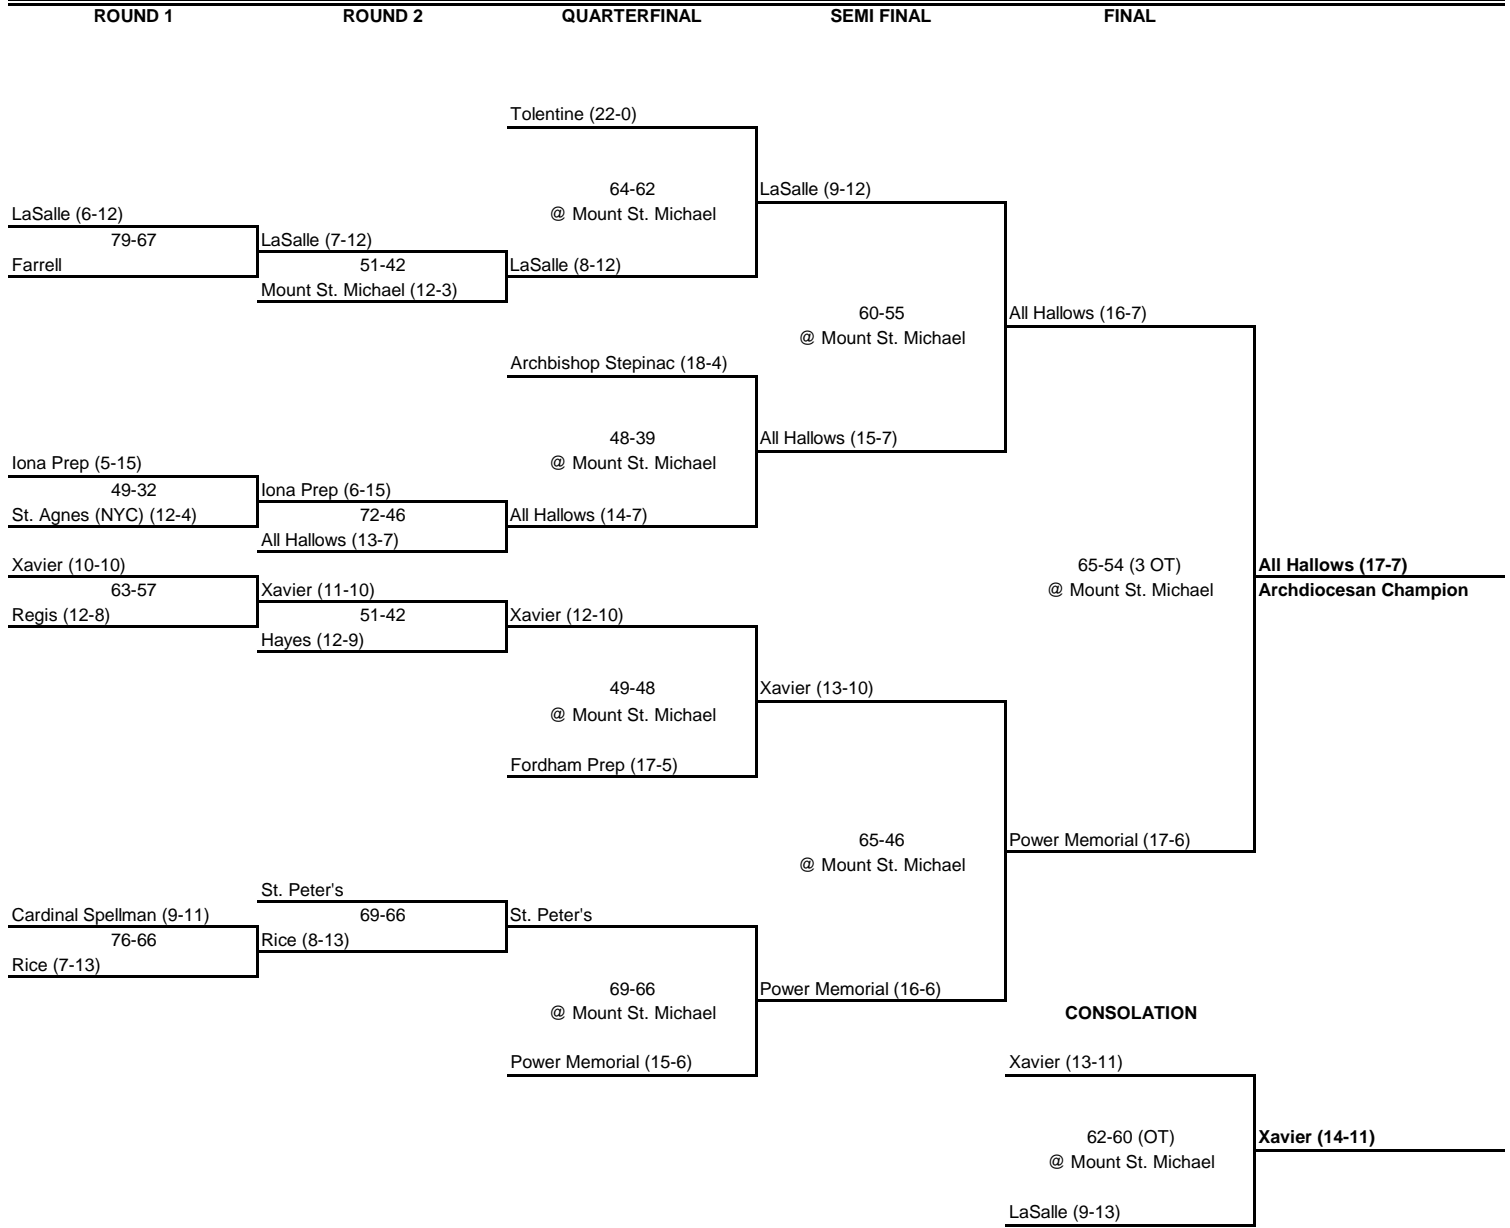 ROUND 1 ROUND 2 QUARTERFINAL SEMI FINAL FINAL
Tolentine (22-0)
64-62 LaSalle (9-12)
LaSalle (6-12) @ Mount St. Michael
79-67 LaSalle (7-12)
Farrell 51-42 LaSalle (8-12)
Mount St. Michael (12-3)
60-55 All Hallows (16-7)
@ Mount St. Michael
Archbishop Stepinac (18-4)
48-39 All Hallows (15-7)
Iona Prep (5-15) @ Mount St. Michael
49-32 Iona Prep (6-15)
St. Agnes (NYC) (12-4) 72-46 All Hallows (14-7)
All Hallows (13-7)
Xavier (10-10) 65-54 (3 OT) All Hallows (17-7)
63-57 Xavier (11-10) @ Mount St. Michael Archdiocesan Champion
Regis (12-8) 51-42 Xavier (12-10)
Hayes (12-9)
49-48 Xavier (13-10)
@ Mount St. Michael
Fordham Prep (17-5)
65-46 Power Memorial (17-6)
@ Mount St. Michael
St. Peter's
Cardinal Spellman (9-11) 69-66 St. Peter's
76-66 Rice (8-13)
Rice (7-13)
69-66 Power Memorial (16-6)
@ Mount St. Michael CONSOLATION
Power Memorial (15-6) Xavier (13-11)
62-60 (OT) Xavier (14-11)
@ Mount St. Michael
LaSalle (9-13)